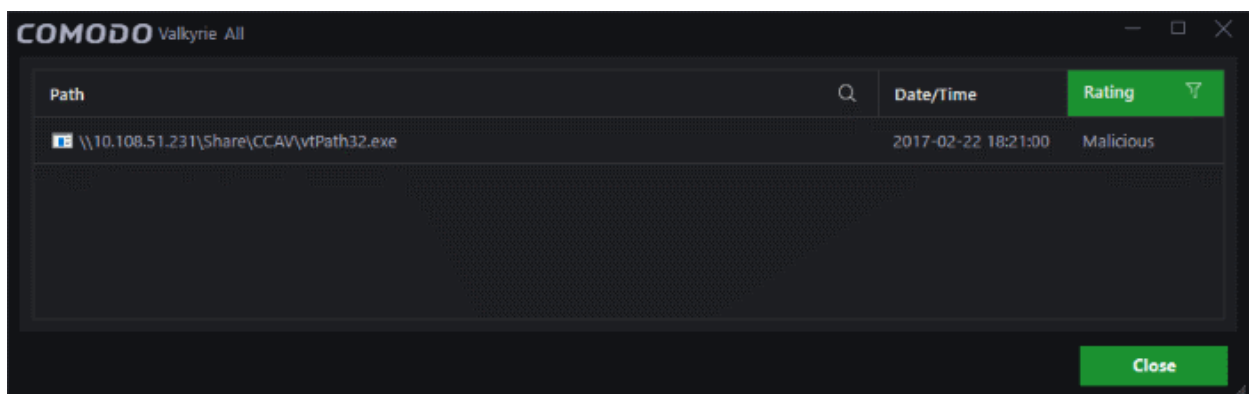 COMODO Valkyrie All
Path Date/Time Rating
\\10.108.51.231\Share\CCAV\vtPath32.exe 2017-02-22 18:21:00 Malicious
Close